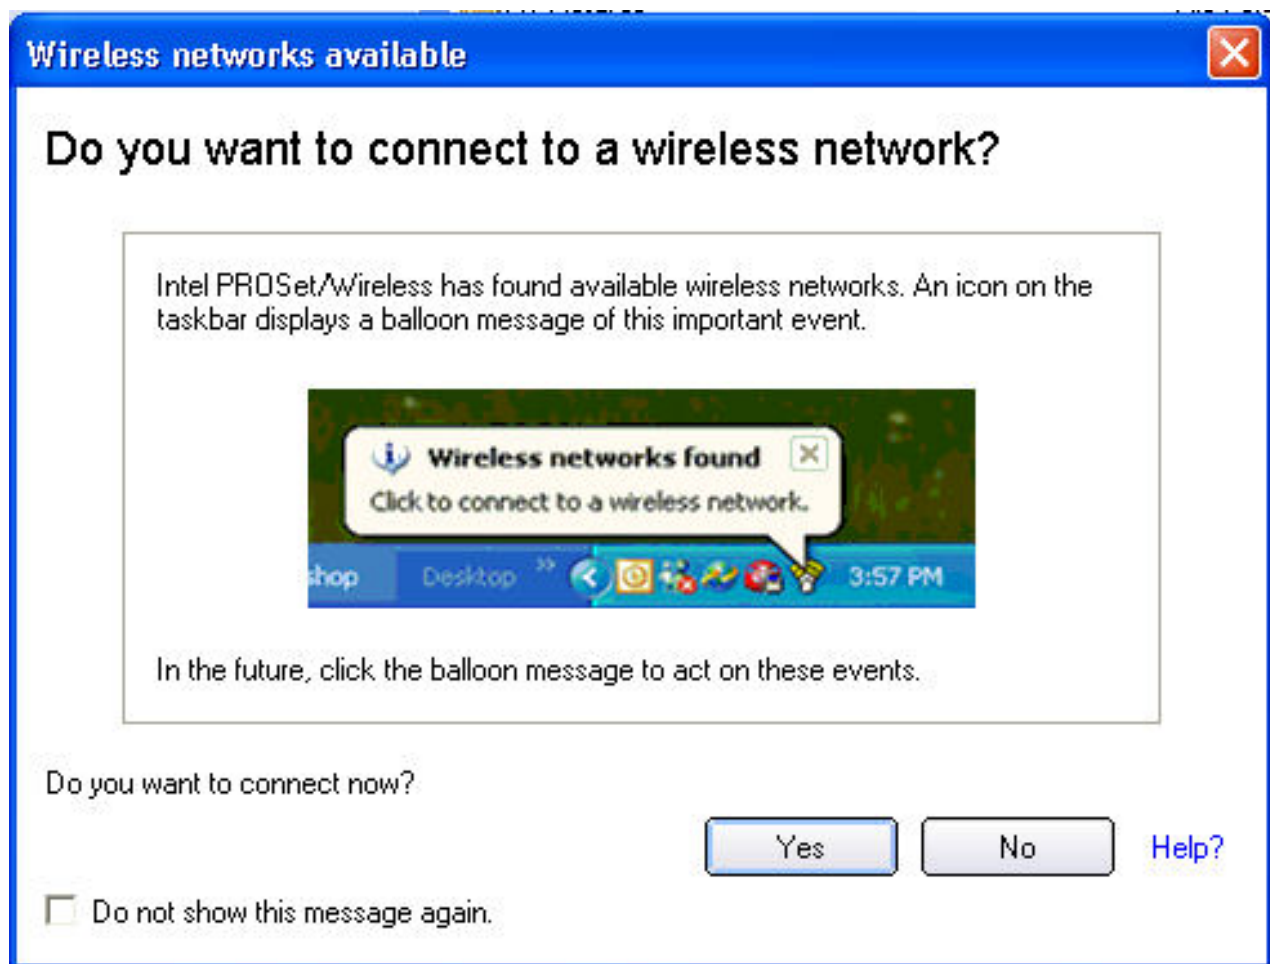 Wireless networks available
Do you want to connect to a wireless network?
Intel PROSet/Wireless has found available wireless networks. An icon on the
taskbar displays a balloon message of this important event.
Wireless networks found
Click to connect to a wireless network.
shop Desktop 3:57 PM
In the future, click the balloon message to act on these events.
Do you want to connect now?
Yes No Help?
Do not show this message again.